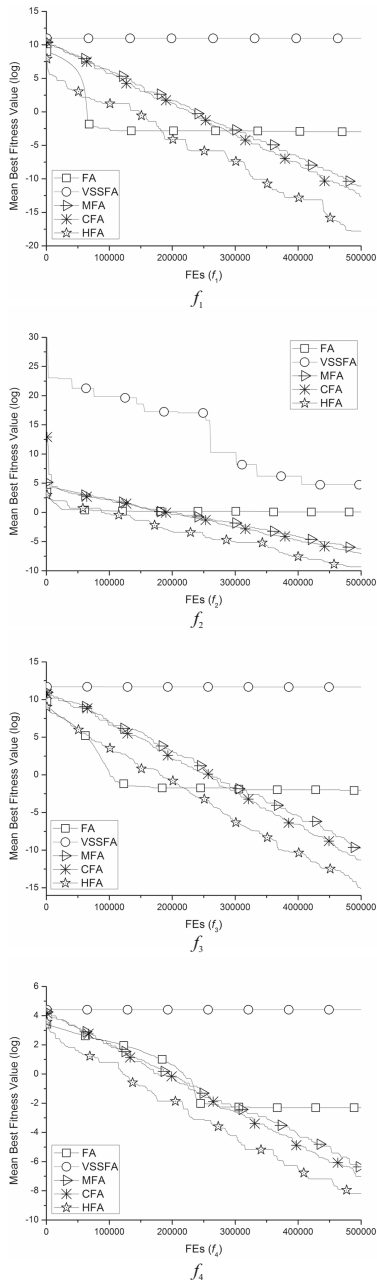 15
10
5
0
-5
-10
-15
-20
Mean Best Fitness Value (log)
FA
VSSFA
MFA
CFA
HFA
0 100000 200000 300000 400000 500000
FEs (f1)
f1
30
25
20
15
10
5
0
-5
-10
Mean Best Fitness Value (log)
FA
VSSFA
MFA
CFA
HFA
0 100000 200000 300000 400000 500000
FEs (f2)
f2
15
10
5
0
-5
-10
-15
Mean Best Fitness Value (log)
FA
VSSFA
MFA
CFA
HFA
0 100000 200000 300000 400000 500000
FEs (f3)
f3
6
4
2
0
-2
-4
-6
-8
-10
Mean Best Fitness Value (log)
FA
VSSFA
MFA
CFA
HFA
0 100000 200000 300000 400000 500000
FEs (f4)
f4